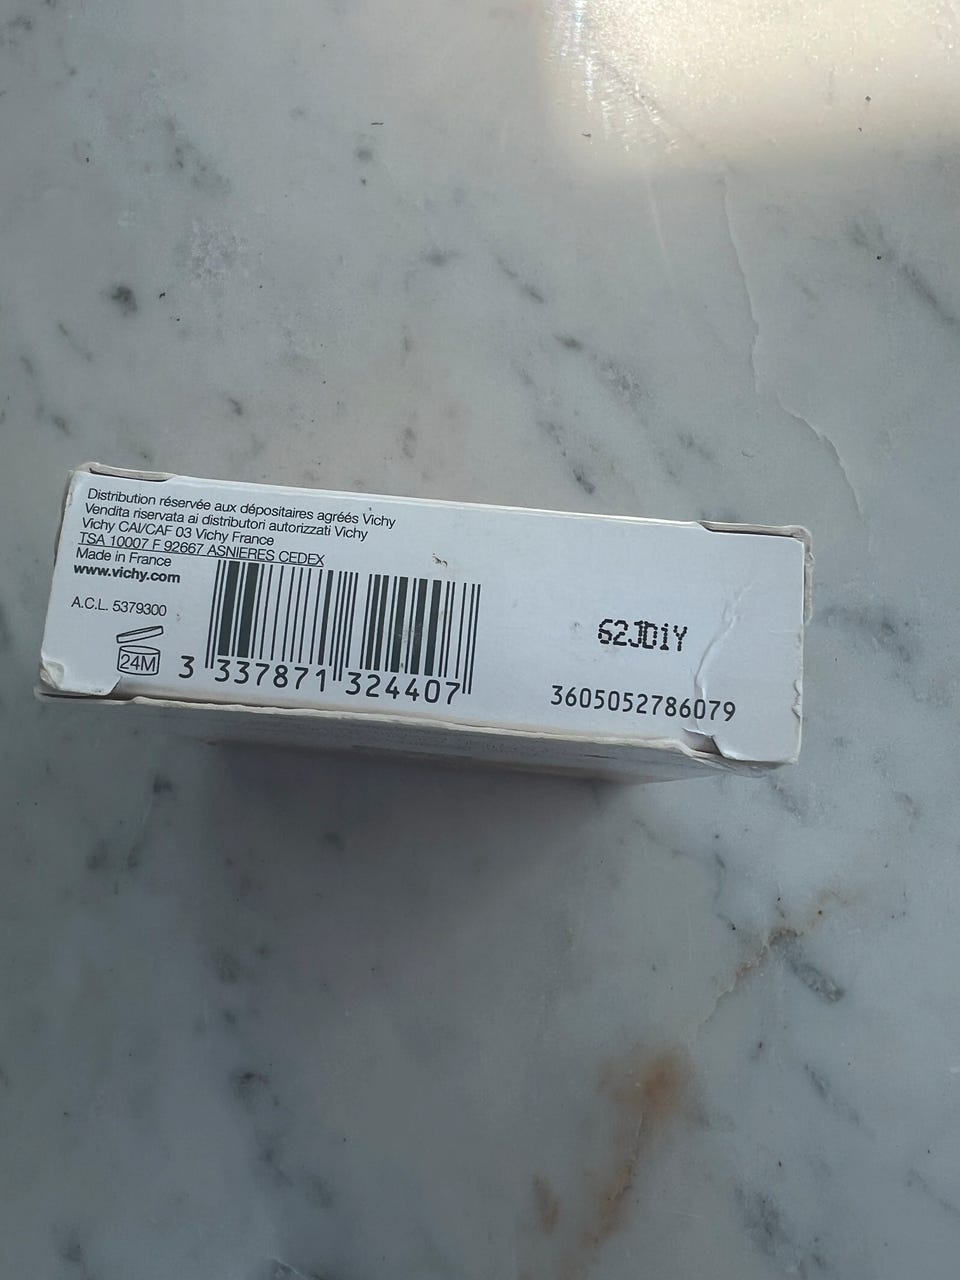 Distribution réservée aux dépositaires agréés Vichy
Vendita riservata ai distributori autorizzati Vichy
Vichy CAI/CAF 03 Vichy France
TSA 10007 F 92667 ASNIERES CEDEX
Made in France
www.vichy.com
A.C.L. 5379300
24M
3 337871 324407
62JD1Y
3605052786079